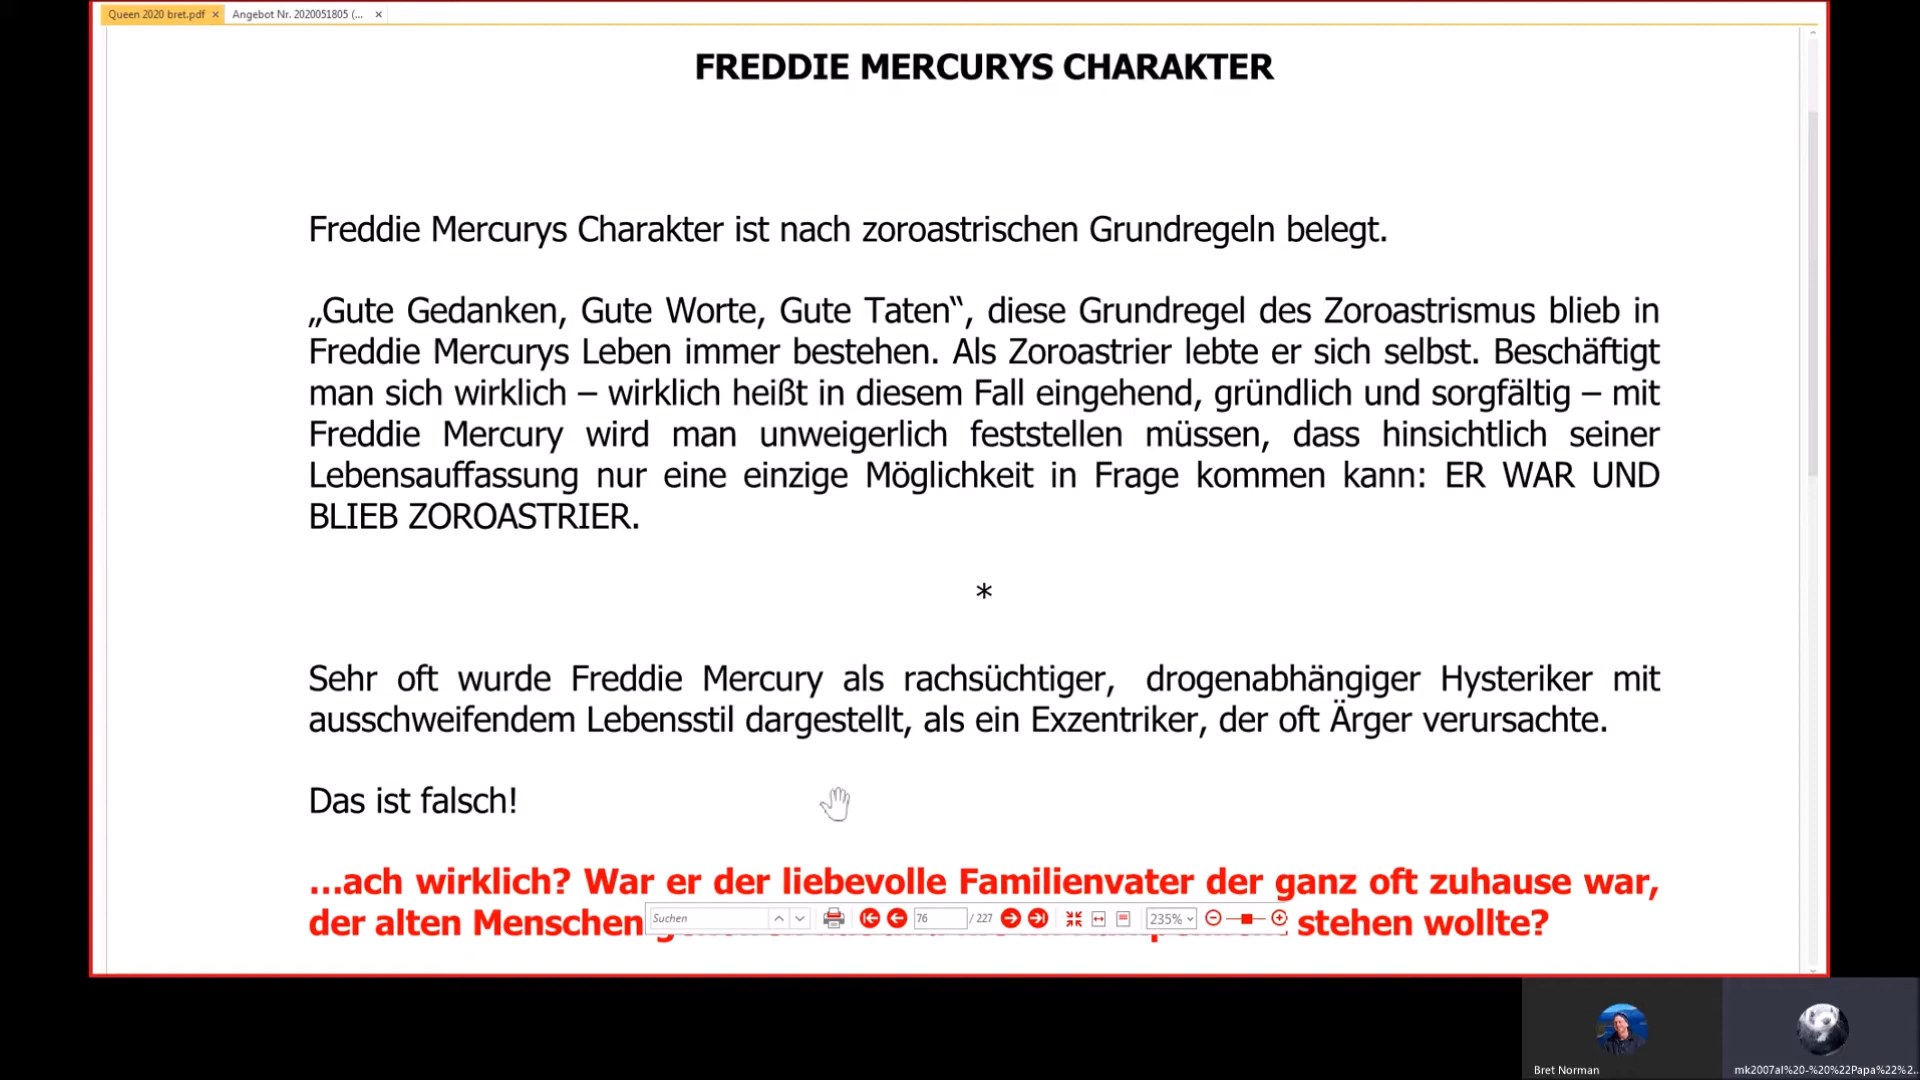 Queen 2020 bret.pdf
Angebot Nr. 2020051805 (...
FREDDIE MERCURYS CHARAKTER
Freddie Mercurys Charakter ist nach zoroastrischen Grundregeln belegt.
„Gute Gedanken, Gute Worte, Gute Taten“, diese Grundregel des Zoroastrismus blieb in
Freddie Mercurys Leben immer bestehen. Als Zoroastrier lebte er sich selbst. Beschäftigt
man sich wirklich – wirklich heißt in diesem Fall eingehend, gründlich und sorgfältig – mit
Freddie Mercury wird man unweigerlich feststellen müssen, dass hinsichtlich seiner
Lebensauffassung nur eine einzige Möglichkeit in Frage kommen kann: ER WAR UND
BLIEB ZOROASTRIER.
*
Sehr oft wurde Freddie Mercury als rachsüchtiger, drogenabhängiger Hysteriker mit
ausschweifendem Lebensstil dargestellt, als ein Exzentriker, der oft Ärger verursachte.
Das ist falsch!
...ach wirklich? War er der liebevolle Familienvater der ganz oft zuhause war,
der alten Menschen stehen wollte?
Suchen
76
/ 227
235%
Bret Norman
mk2007al%20-%20%22Papa%22%2...